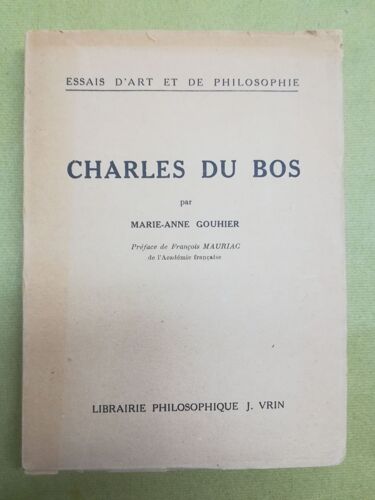 ESSAIS D'ART ET DE PHILOSOPHIE
CHARLES DU BOS
par
MARIE-ANNE GOUHIER
Préface de François MAURIAC
de l'Académie française
LIBRAIRIE PHILOSOPHIQUE J. VRIN